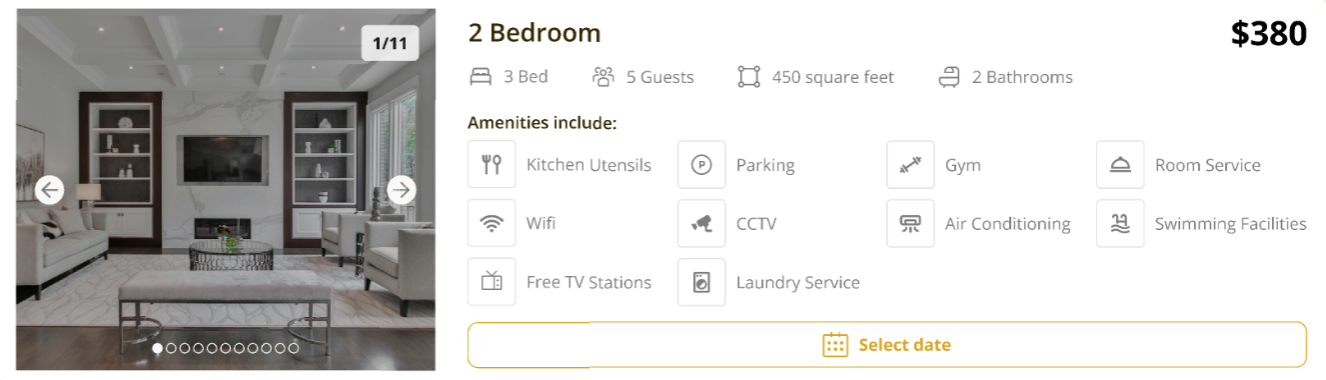 1/11
2 Bedroom
$380
3 Bed 5 Guests 450 square feet 2 Bathrooms
Amenities include:
Kitchen Utensils P Parking Gym Room Service
Wifi CCTV Air Conditioning Swimming Facilities
Free TV Stations Laundry Service
Select date